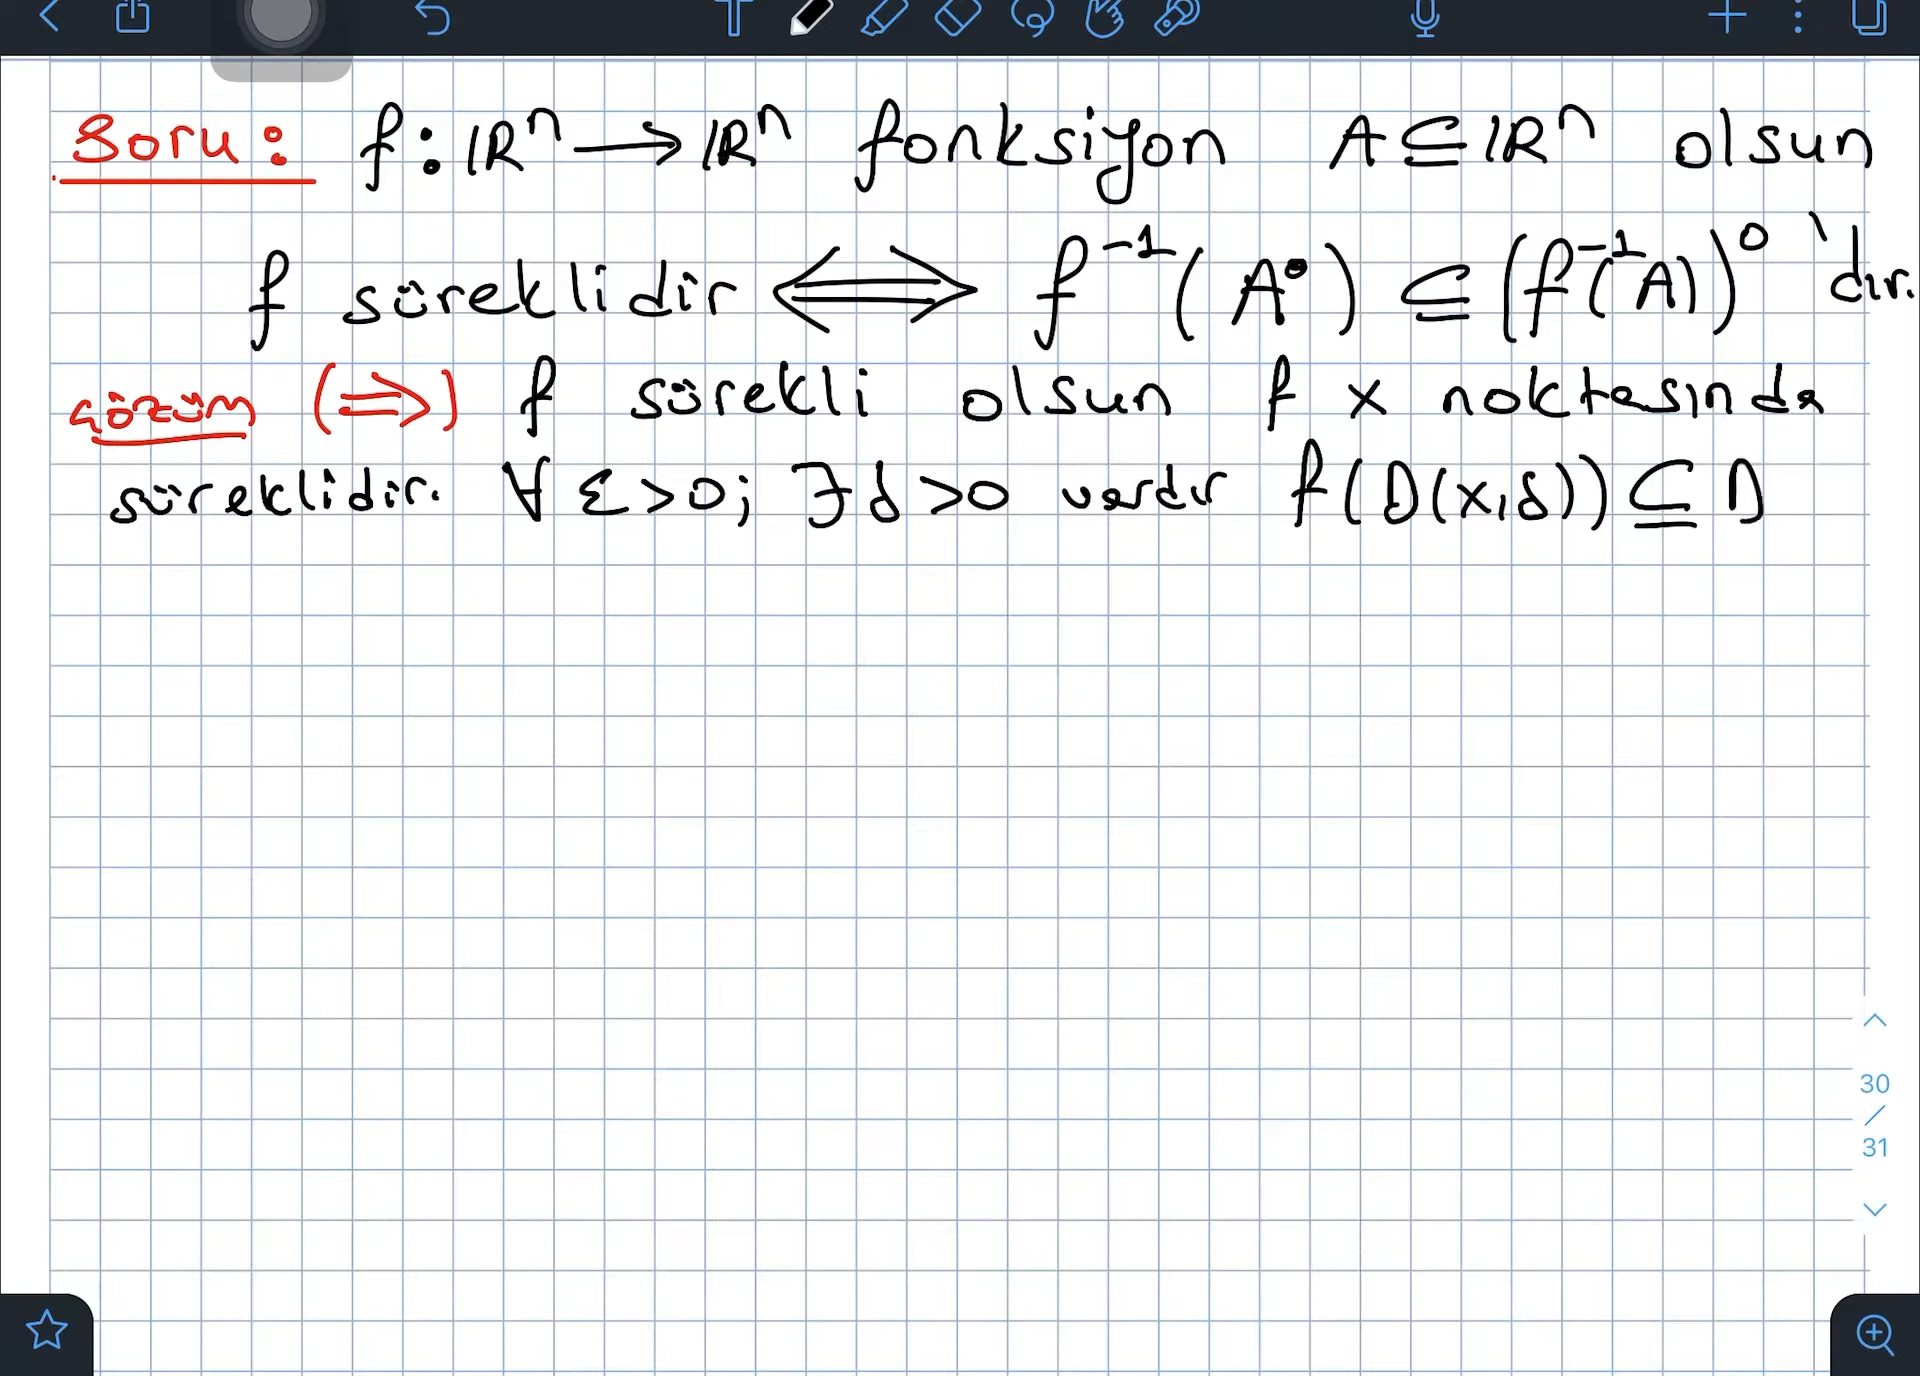 Soru: f: ℝⁿ → ℝⁿ fonksiyon A ⊆ ℝⁿ olsun
f süreklidir ⟺ f⁻¹(A°) ⊆ (f⁻¹(A))° 'dır.
çözüm (⇒) f sürekli olsun f x noktasında
süreklidir. ∀ ε>0; ∃ δ>0 vardır f(D(x,δ)) ⊆ D
30
/
31